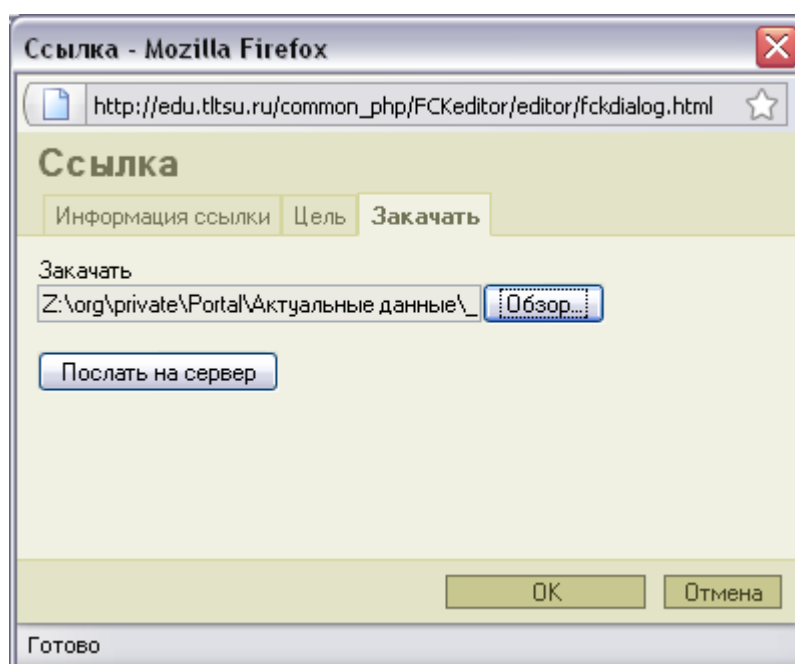 Ссылка - Mozilla Firefox
http://edu.tltsu.ru/common_php/FCKeditor/editor/fckdialog.html
Ссылка
Информация ссылки Цель Закачать
Закачать
Z:\org\private\Portal\Актуальные данные\_ Обзор...
Послать на сервер
OK Отмена
Готово